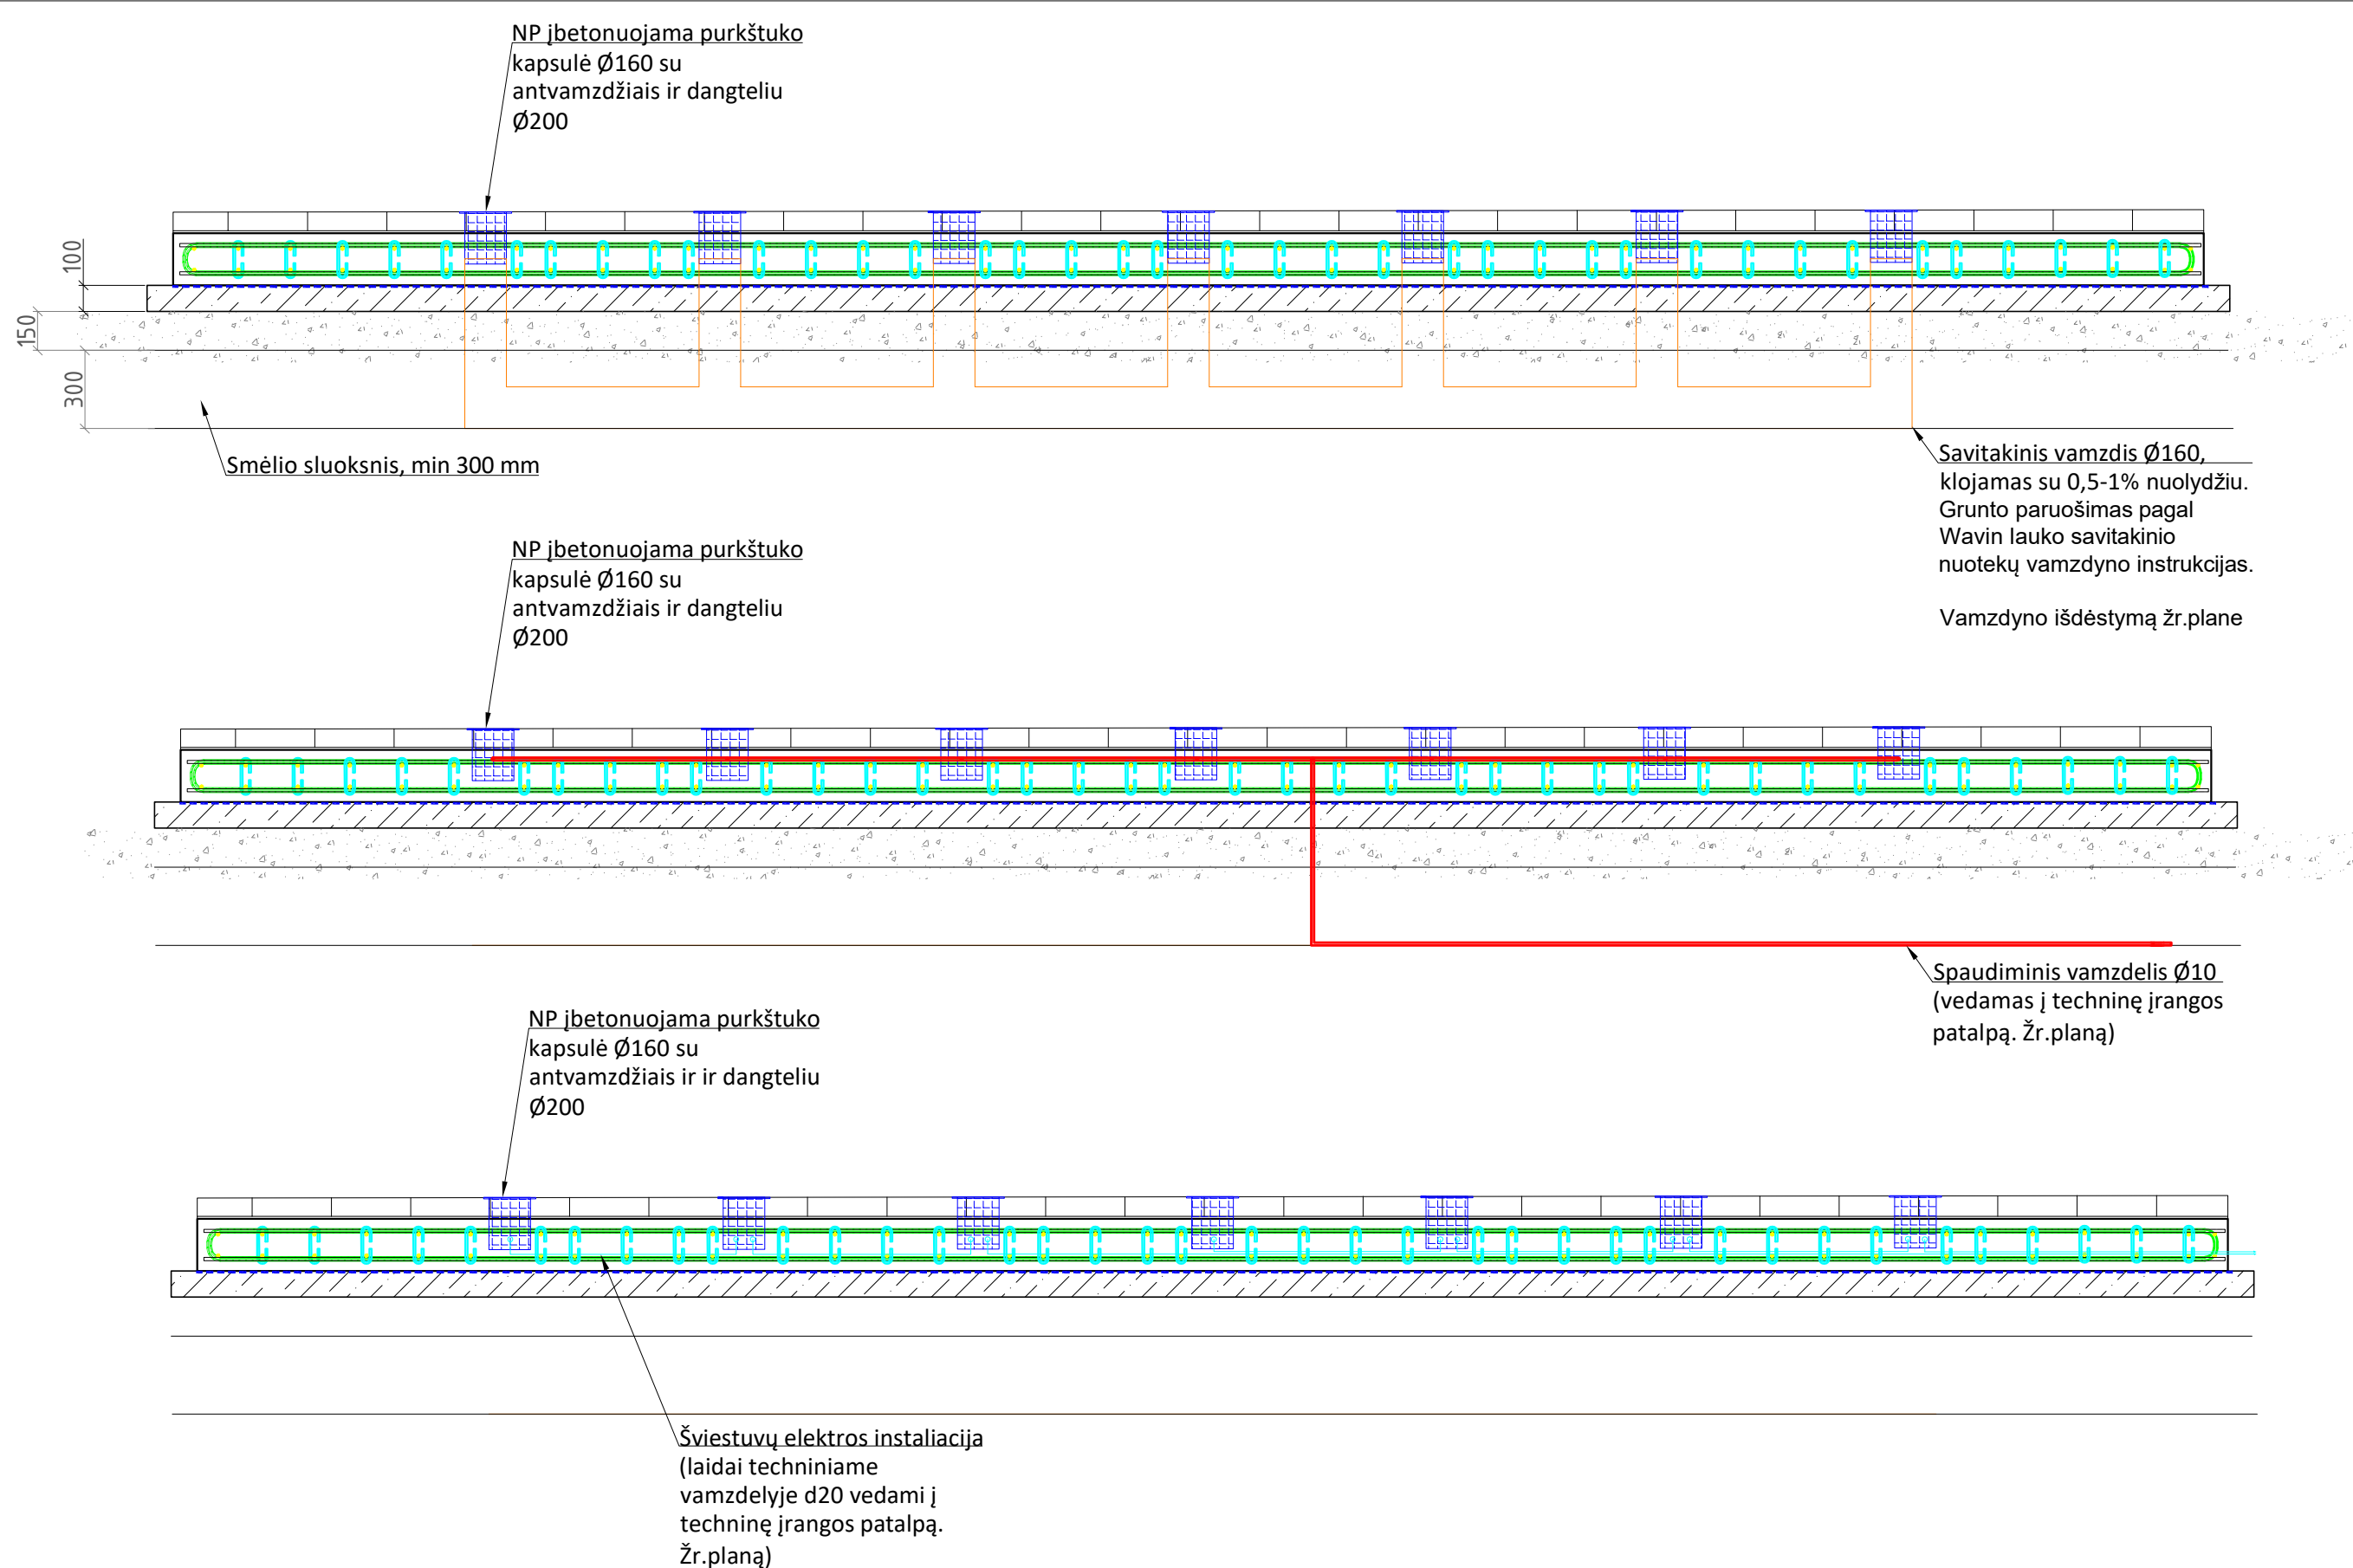 NP įbetonuojama purkštuko
kapsulė Ø160 su
antvamzdžiais ir dangteliu
Ø200
100
150
300
Smėlio sluoksnis, min 300 mm
Savitakinis vamzdis Ø160,
klojamas su 0,5-1% nuolydžiu.
Grunto paruošimas pagal
Wavin lauko savitakinio
nuotekų vamzdyno instrukcijas.
Vamzdyno išdėstymą žr.plane
NP įbetonuojama purkštuko
kapsulė Ø160 su
antvamzdžiais ir dangteliu
Ø200
Spaudiminis vamzdelis Ø10
(vedamas į techninę įrangos
patalpą. Žr.planą)
NP įbetonuojama purkštuko
kapsulė Ø160 su
antvamzdžiais ir ir dangteliu
Ø200
Šviestuvų elektros instaliacija
(laidai techniniame
vamzdelyje d20 vedami į
techninę įrangos patalpą.
Žr.planą)